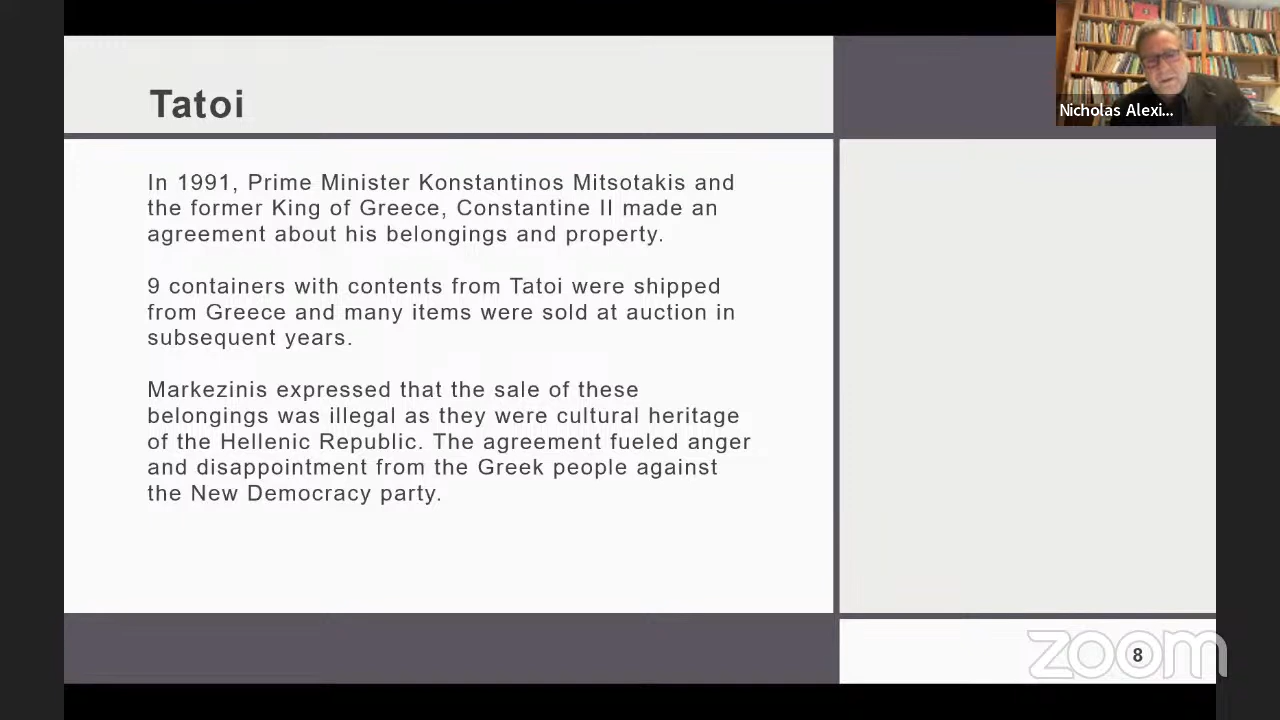 Tatoi
Nicholas Alexi...
In 1991, Prime Minister Konstantinos Mitsotakis and
the former King of Greece, Constantine II made an
agreement about his belongings and property.
9 containers with contents from Tatoi were shipped
from Greece and many items were sold at auction in
subsequent years.
Markezinis expressed that the sale of these
belongings was illegal as they were cultural heritage
of the Hellenic Republic. The agreement fueled anger
and disappointment from the Greek people against
the New Democracy party.
zoom
8